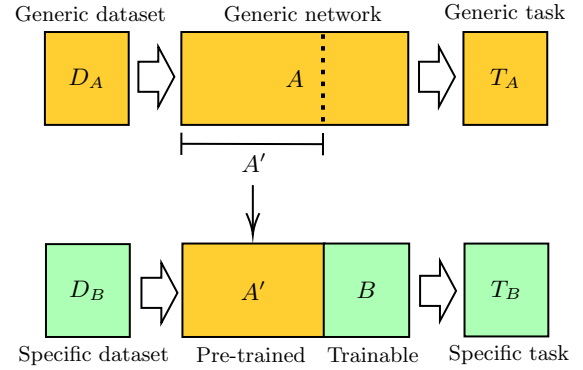 Generic dataset
Generic network
Generic task
D_A
A
T_A
A′
D_B
A′
B
T_B
Specific dataset
Pre-trained
Trainable
Specific task